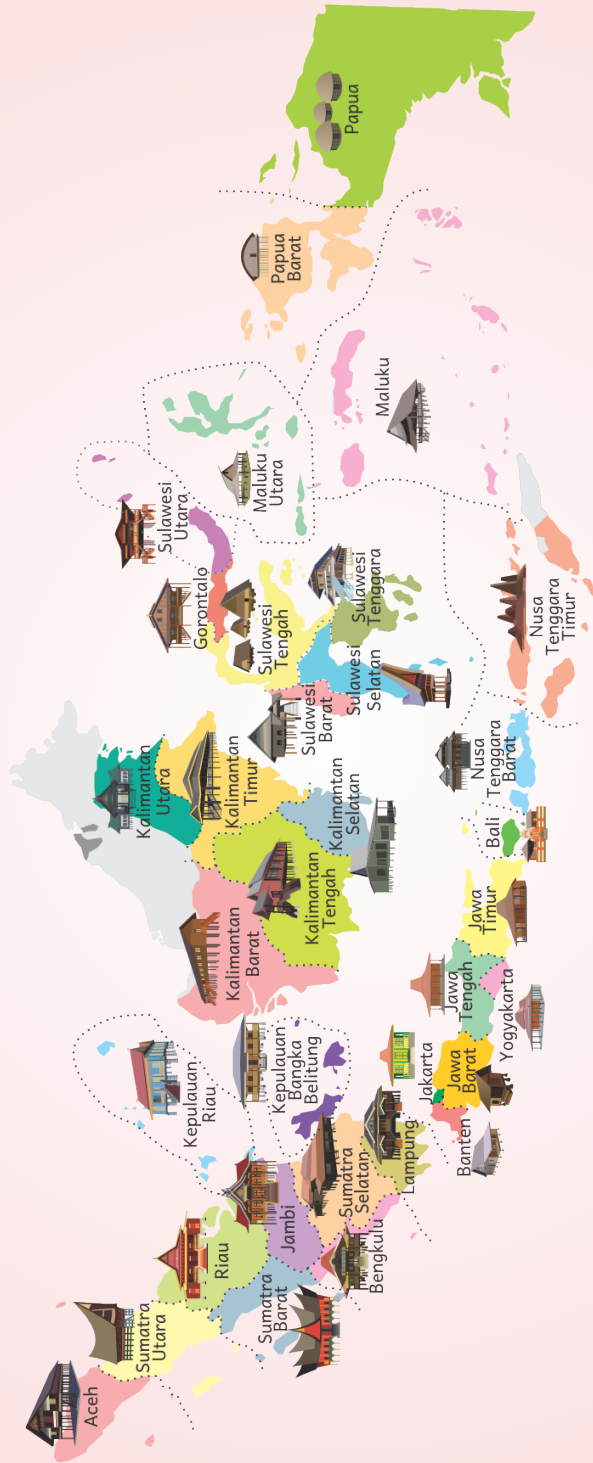 Aceh
Sumatra
Utara
Riau
Sumatra
Barat
Jambi
Bengkulu
Sumatra
Selatan
Lampung
Kepulauan
Riau
Kepulauan
Bangka
Belitung
Banten
Jakarta
Jawa
Barat
Jawa
Tengah
Yogyakarta
Jawa
Timur
Bali
Nusa
Tenggara
Barat
Nusa
Tenggara
Timur
Kalimantan
Barat
Kalimantan
Tengah
Kalimantan
Selatan
Kalimantan
Timur
Kalimantan
Utara
Sulawesi
Barat
Sulawesi
Selatan
Sulawesi
Tengah
Sulawesi
Tenggara
Gorontalo
Sulawesi
Utara
Maluku
Utara
Maluku
Papua
Barat
Papua